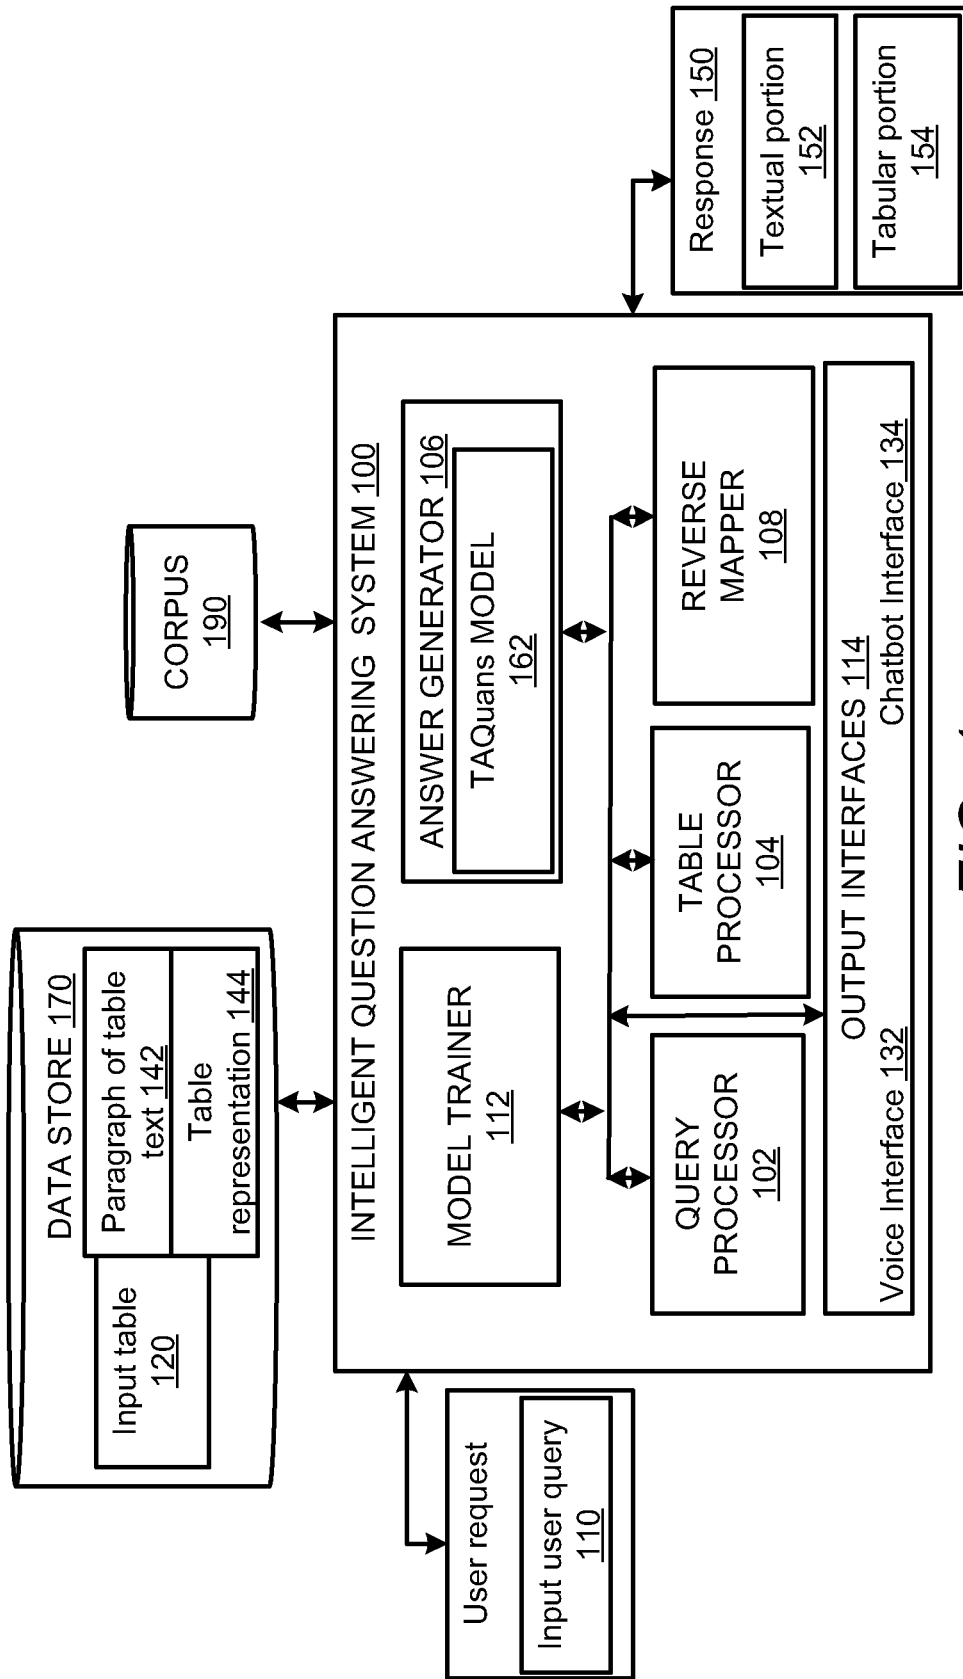 DATA STORE 170
Input table
120
Paragraph of table
text 142
Table
representation 144
CORPUS
190
User request
Input user query
110
INTELLIGENT QUESTION ANSWERING SYSTEM 100
MODEL TRAINER
112
ANSWER GENERATOR 106
TAQuans MODEL
162
QUERY
PROCESSOR
102
TABLE
PROCESSOR
104
REVERSE
MAPPER
108
OUTPUT INTERFACES 114
Voice Interface 132
Chatbot Interface 134
Response 150
Textual portion
152
Tabular portion
154